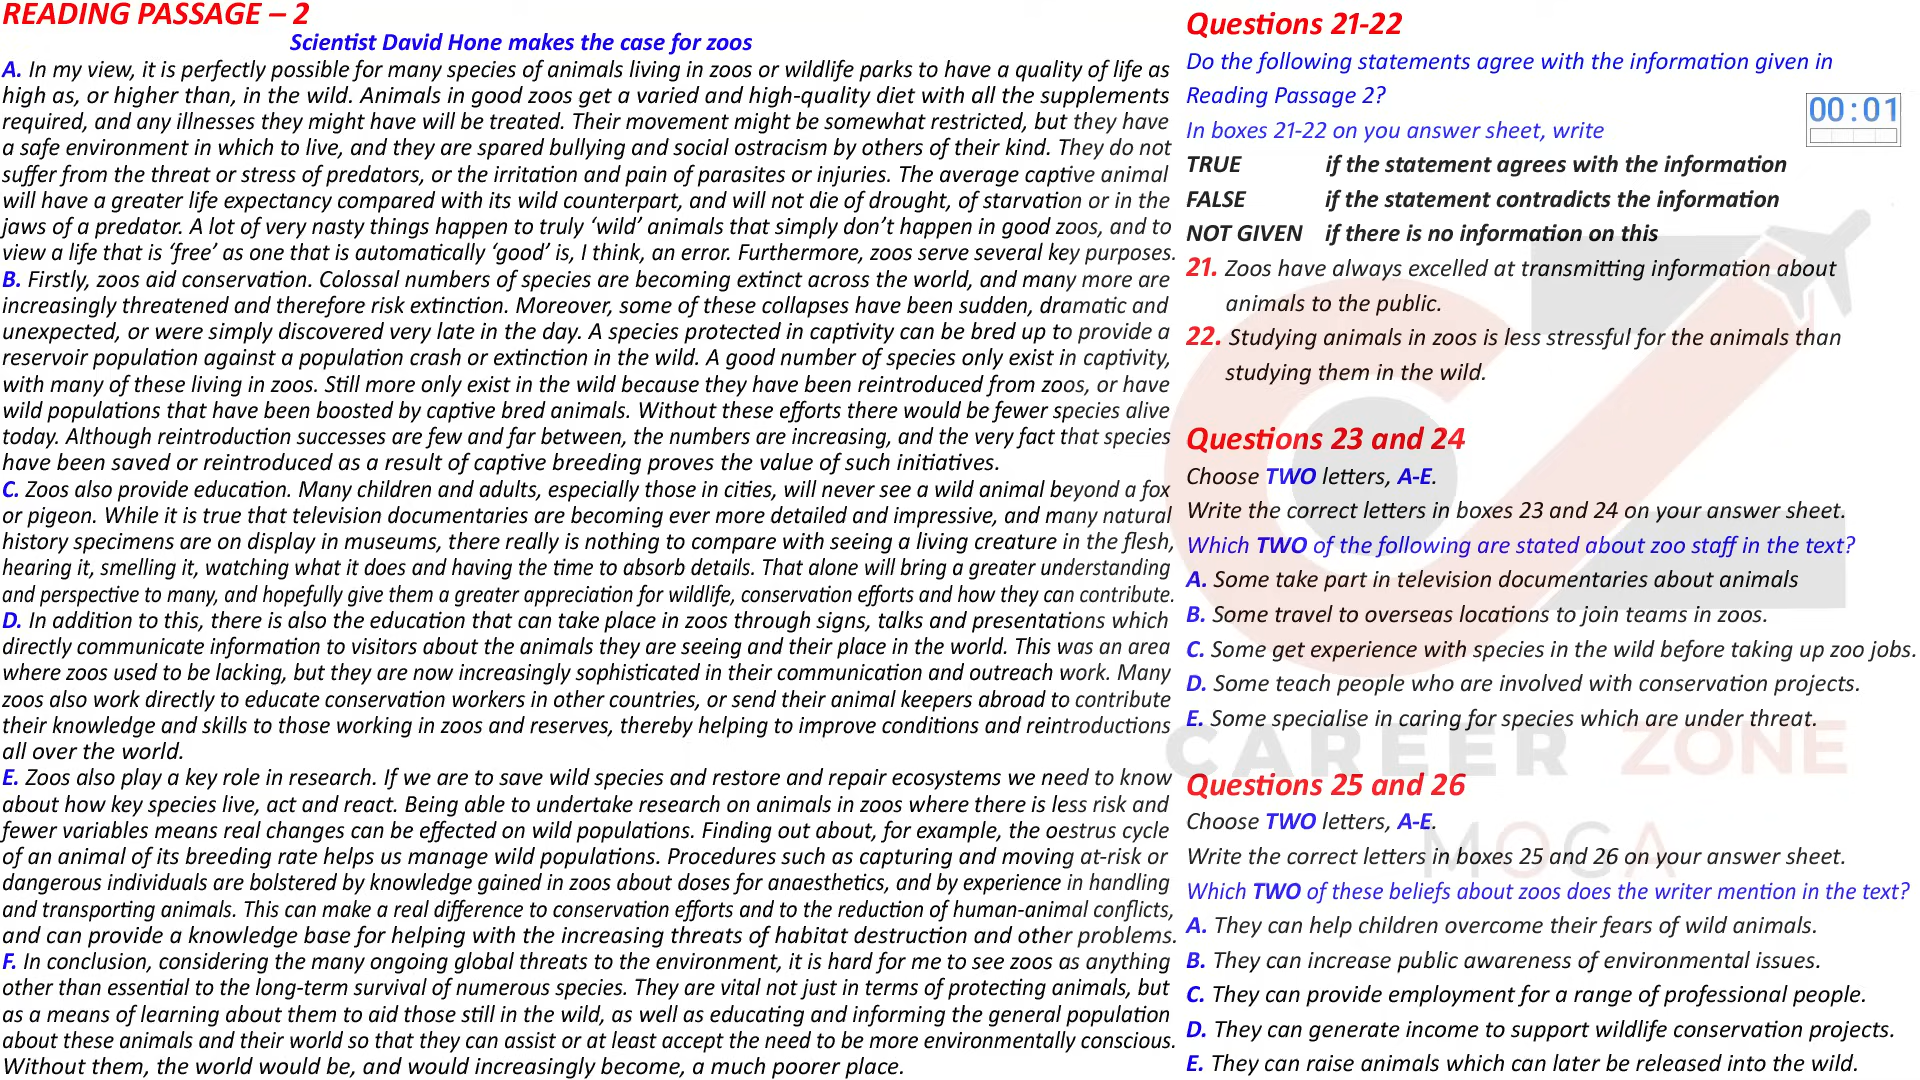 READING PASSAGE – 2
Scientist David Hone makes the case for zoos
A. In my view, it is perfectly possible for many species of animals living in zoos or wildlife parks to have a quality of life as
high as, or higher than, in the wild. Animals in good zoos get a varied and high-quality diet with all the supplements
required, and any illnesses they might have will be treated. Their movement might be somewhat restricted, but they have
a safe environment in which to live, and they are spared bullying and social ostracism by others of their kind. They do not
suffer from the threat or stress of predators, or the irritation and pain of parasites or injuries. The average captive animal
will have a greater life expectancy compared with its wild counterpart, and will not die of drought, of starvation or in the
jaws of a predator. A lot of very nasty things happen to truly ‘wild’ animals that simply don’t happen in good zoos, and to
view a life that is ‘free’ as one that is automatically ‘good’ is, I think, an error. Furthermore, zoos serve several key purposes.
B. Firstly, zoos aid conservation. Colossal numbers of species are becoming extinct across the world, and many more are
increasingly threatened and therefore risk extinction. Moreover, some of these collapses have been sudden, dramatic and
unexpected, or were simply discovered very late in the day. A species protected in captivity can be bred up to provide a
reservoir population against a population crash or extinction in the wild. A good number of species only exist in captivity,
with many of these living in zoos. Still more only exist in the wild because they have been reintroduced from zoos, or have
wild populations that have been boosted by captive bred animals. Without these efforts there would be fewer species alive
today. Although reintroduction successes are few and far between, the numbers are increasing, and the very fact that species
have been saved or reintroduced as a result of captive breeding proves the value of such initiatives.
C. Zoos also provide education. Many children and adults, especially those in cities, will never see a wild animal beyond a fox
or pigeon. While it is true that television documentaries are becoming ever more detailed and impressive, and many natural
history specimens are on display in museums, there really is nothing to compare with seeing a living creature in the flesh,
hearing it, smelling it, watching what it does and having the time to absorb details. That alone will bring a greater understanding
and perspective to many, and hopefully give them a greater appreciation for wildlife, conservation efforts and how they can contribute.
D. In addition to this, there is also the education that can take place in zoos through signs, talks and presentations which
directly communicate information to visitors about the animals they are seeing and their place in the world. This was an area
where zoos used to be lacking, but they are now increasingly sophisticated in their communication and outreach work. Many
zoos also work directly to educate conservation workers in other countries, or send their animal keepers abroad to contribute
their knowledge and skills to those working in zoos and reserves, thereby helping to improve conditions and reintroductions
all over the world.
E. Zoos also play a key role in research. If we are to save wild species and restore and repair ecosystems we need to know
about how key species live, act and react. Being able to undertake research on animals in zoos where there is less risk and
fewer variables means real changes can be effected on wild populations. Finding out about, for example, the oestrus cycle
of an animal of its breeding rate helps us manage wild populations. Procedures such as capturing and moving at-risk or
dangerous individuals are bolstered by knowledge gained in zoos about doses for anaesthetics, and by experience in handling
and transporting animals. This can make a real difference to conservation efforts and to the reduction of human-animal conflicts,
and can provide a knowledge base for helping with the increasing threats of habitat destruction and other problems.
F. In conclusion, considering the many ongoing global threats to the environment, it is hard for me to see zoos as anything
other than essential to the long-term survival of numerous species. They are vital not just in terms of protecting animals, but
as a means of learning about them to aid those still in the wild, as well as educating and informing the general population
about these animals and their world so that they can assist or at least accept the need to be more environmentally conscious.
Without them, the world would be, and would increasingly become, a much poorer place.
Questions 21-22
Do the following statements agree with the information given in
Reading Passage 2?
00:01
In boxes 21-22 on you answer sheet, write
TRUE if the statement agrees with the information
FALSE if the statement contradicts the information
NOT GIVEN if there is no information on this
21. Zoos have always excelled at transmitting information about
animals to the public.
22. Studying animals in zoos is less stressful for the animals than
studying them in the wild.
Questions 23 and 24
Choose TWO letters, A-E.
Write the correct letters in boxes 23 and 24 on your answer sheet.
Which TWO of the following are stated about zoo staff in the text?
A. Some take part in television documentaries about animals
B. Some travel to overseas locations to join teams in zoos.
C. Some get experience with species in the wild before taking up zoo jobs.
D. Some teach people who are involved with conservation projects.
E. Some specialise in caring for species which are under threat.
CAREER ZONE
Questions 25 and 26
Choose TWO letters, A-E.
MOGA
Write the correct letters in boxes 25 and 26 on your answer sheet.
Which TWO of these beliefs about zoos does the writer mention in the text?
A. They can help children overcome their fears of wild animals.
B. They can increase public awareness of environmental issues.
C. They can provide employment for a range of professional people.
D. They can generate income to support wildlife conservation projects.
E. They can raise animals which can later be released into the wild.